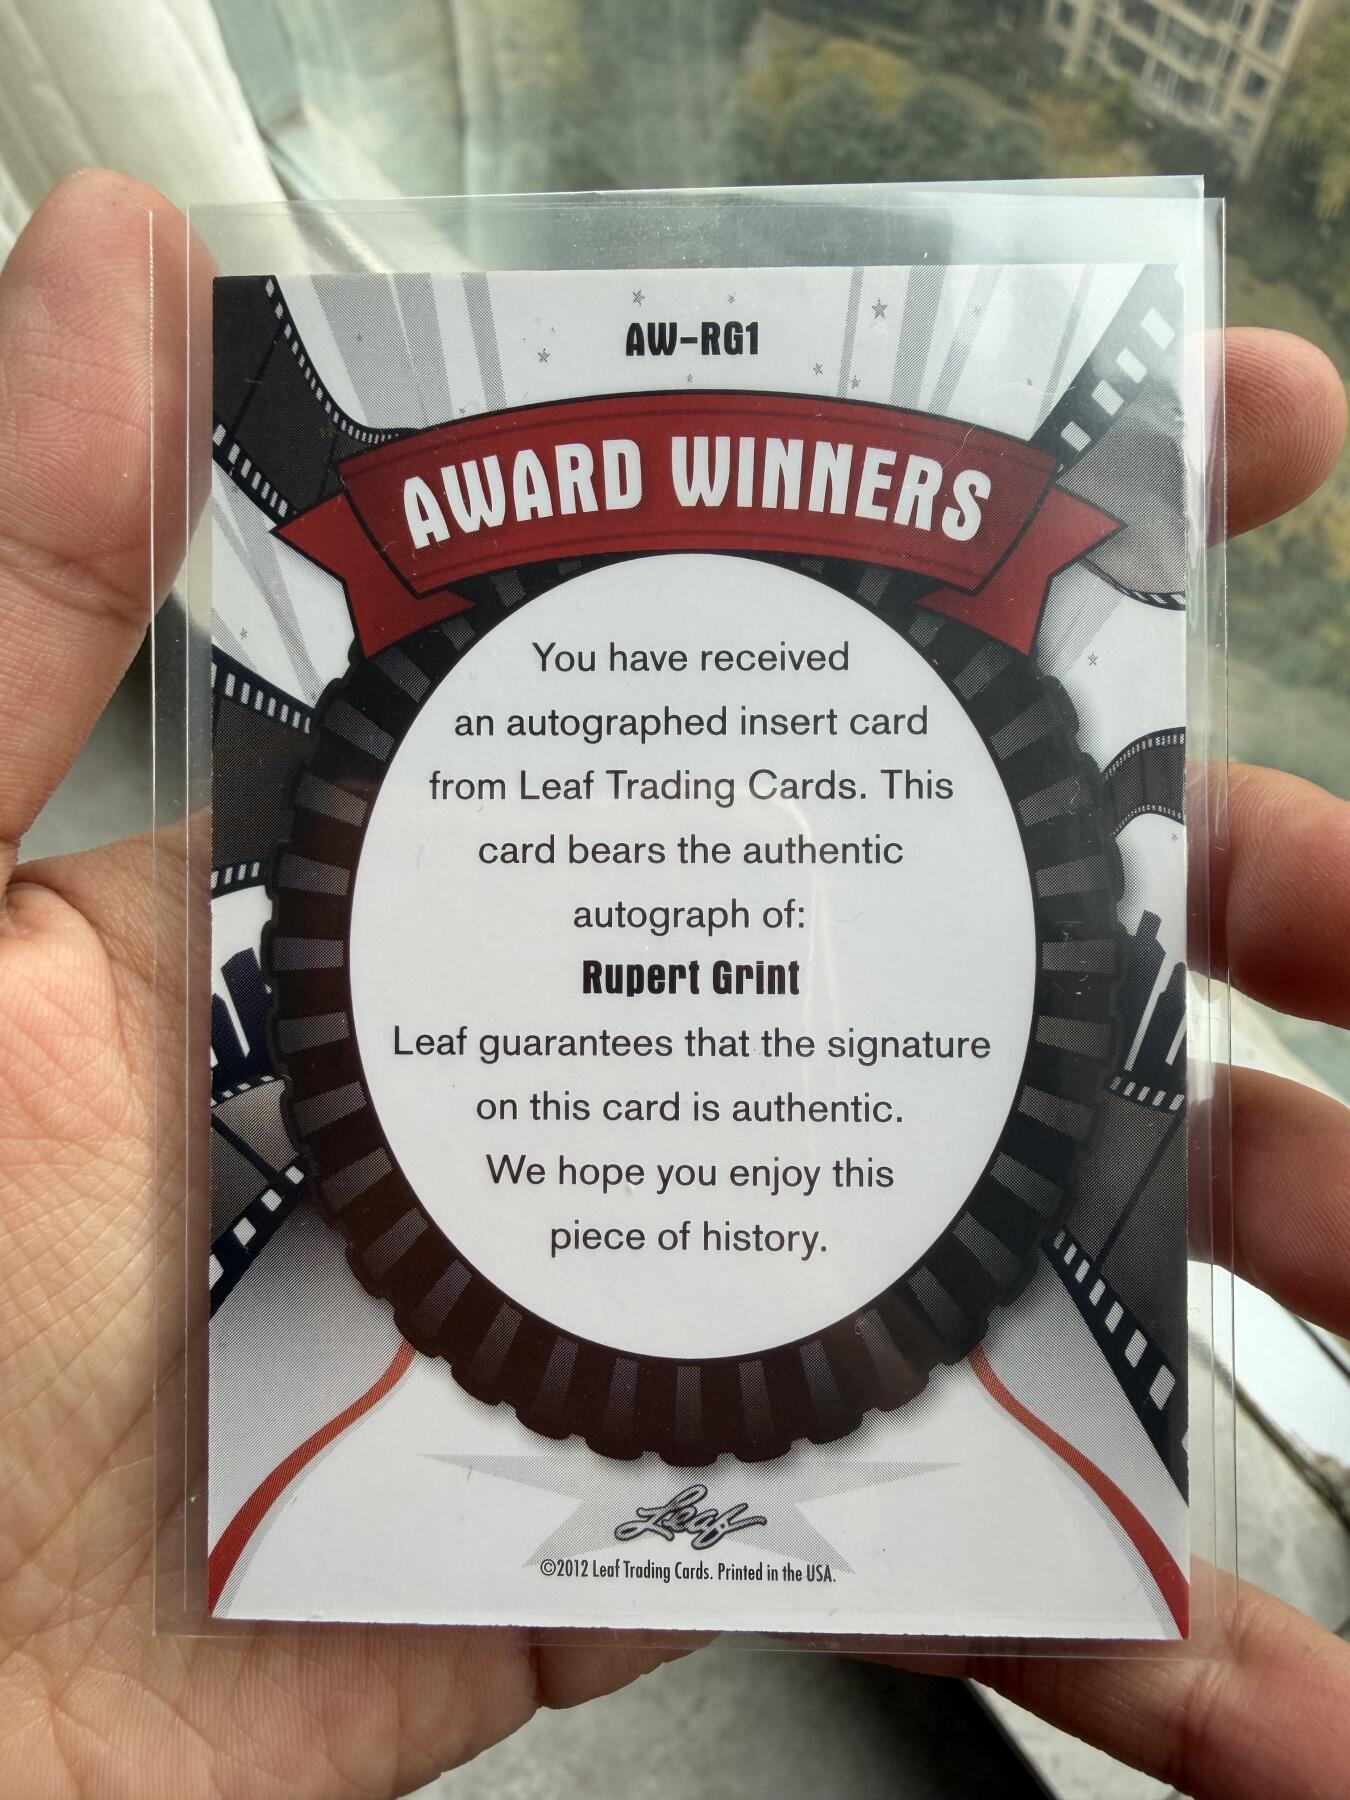 AW-RG1
AWARD WINNERS
You have received
an autographed insert card
from Leaf Trading Cards. This
card bears the authentic
autograph of:
Rupert Grint
Leaf guarantees that the signature
on this card is authentic.
We hope you enjoy this
piece of history.
Leaf
©2012 Leaf Trading Cards. Printed in the USA.